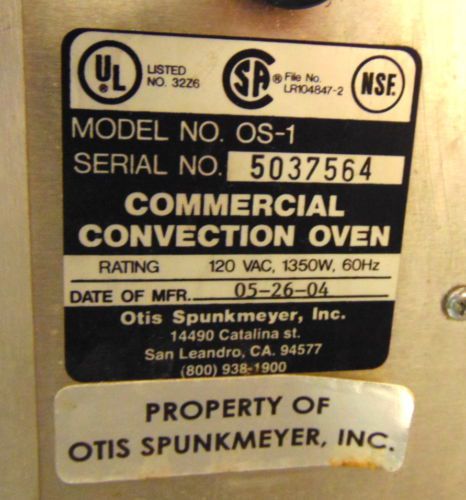 UL
LISTED
NO. 32Z6
SA
File No.
LR104847-2
NSF.
MODEL NO. OS-1
SERIAL NO. 5037564
COMMERCIAL
CONVECTION OVEN
RATING 120 VAC, 1350W, 60Hz
DATE OF MFR. 05-26-04
Otis Spunkmeyer, Inc.
14490 Catalina st.
San Leandro, CA. 94577
(800) 938-1900
PROPERTY OF
OTIS SPUNKMEYER, INC.